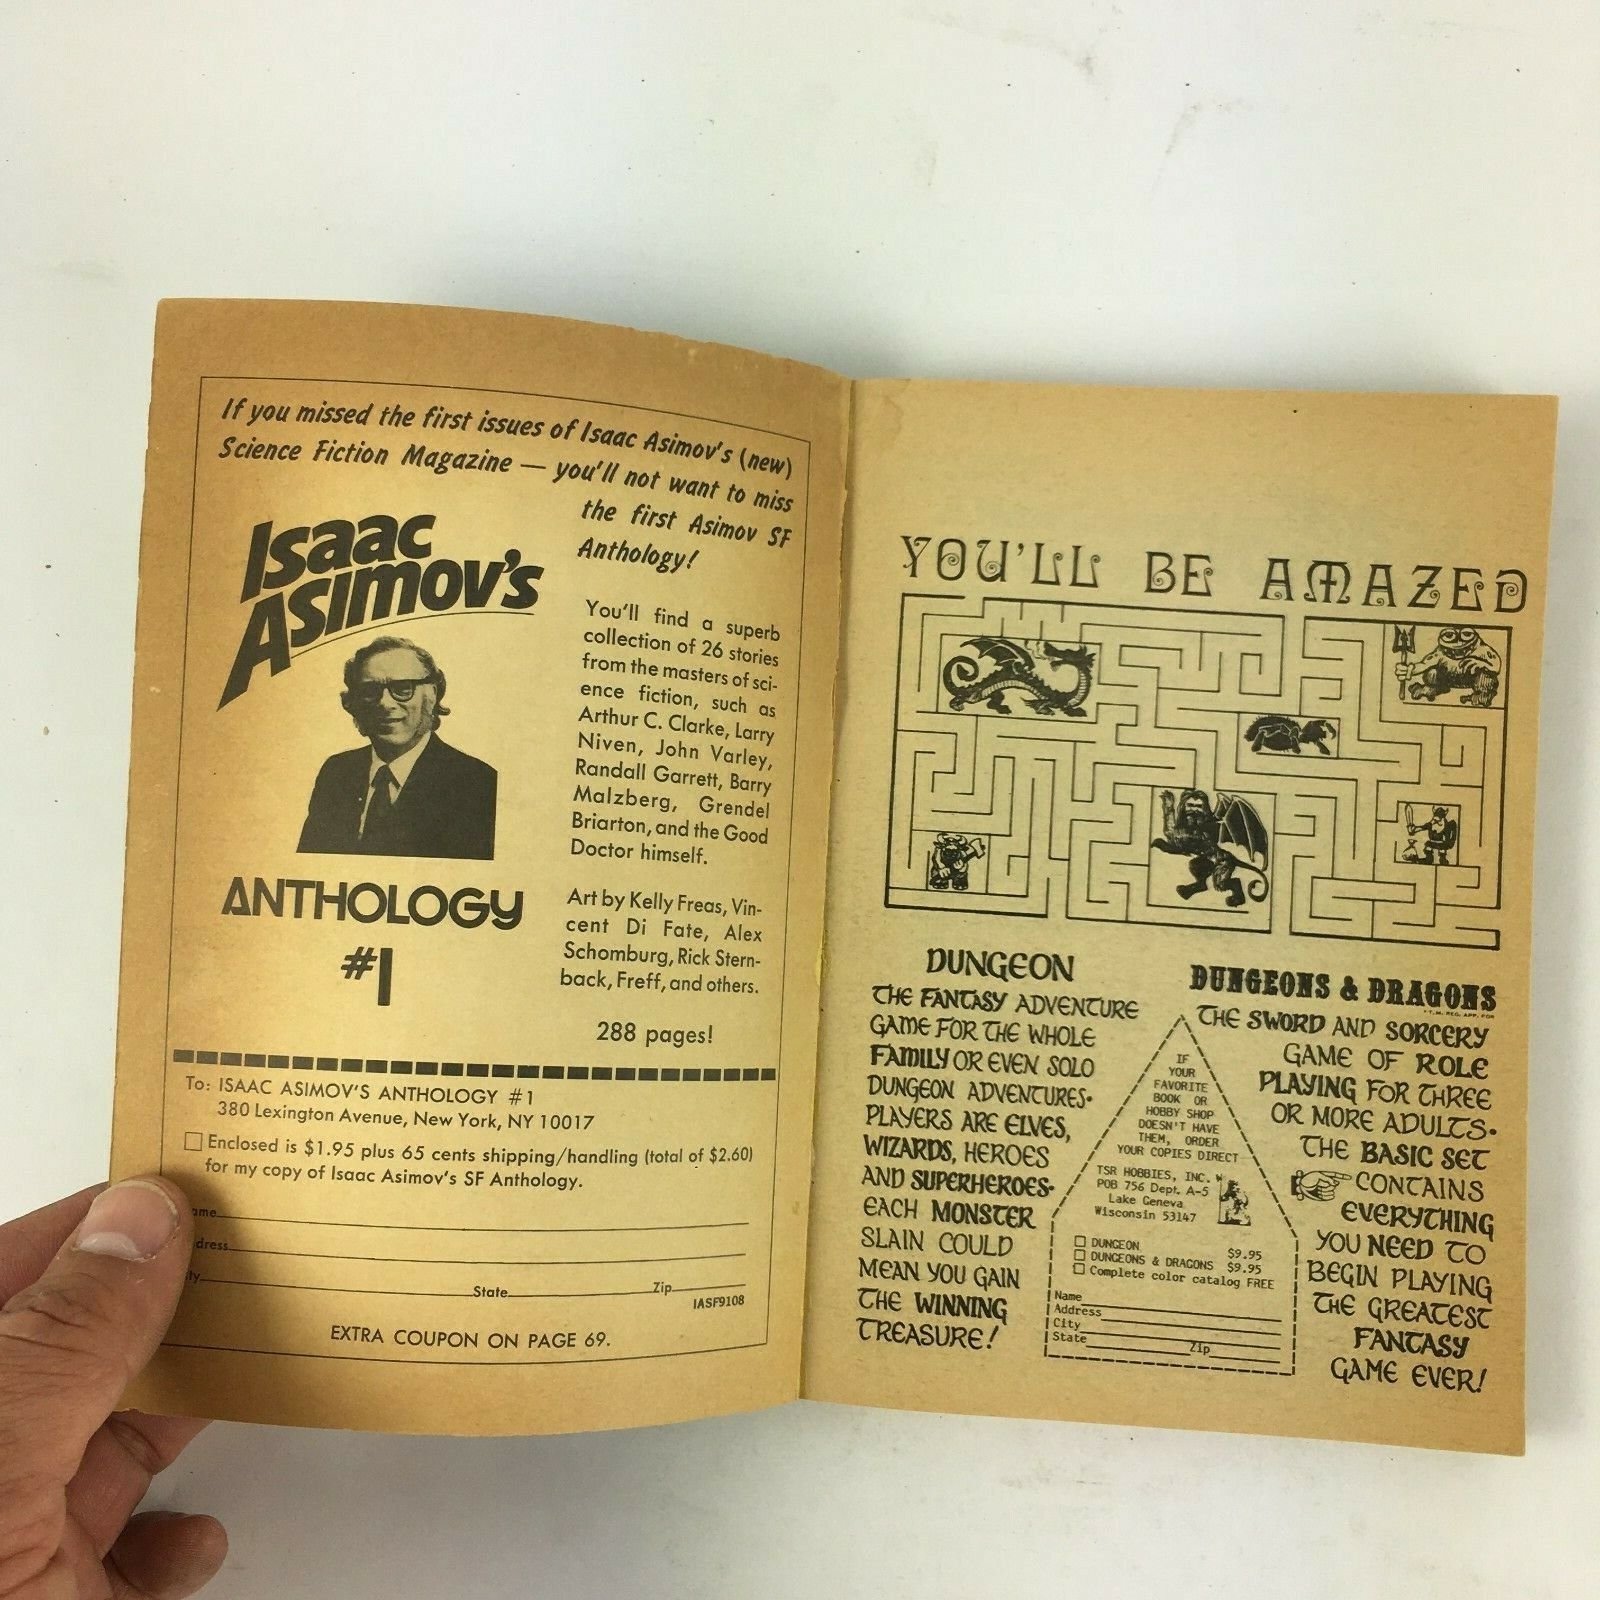 If you missed the first issues of Isaac Asimov's (new)
Science Fiction Magazine — you'll not want to miss
the first Asimov SF
Anthology!
Isaac
Asimov's
ANTHOLOGY
#1
You'll find a superb
collection of 26 stories
from the masters of sci-
ence fiction, such as
Arthur C. Clarke, Larry
Niven, John Varley,
Randall Garrett, Barry
Malzberg, Grendel
Briarton, and the Good
Doctor himself.
Art by Kelly Freas, Vin-
cent Di Fate, Alex
Schomburg, Rick Stern-
back, Freff, and others.
288 pages!
To: ISAAC ASIMOV'S ANTHOLOGY #1
380 Lexington Avenue, New York, NY 10017
Enclosed is $1.95 plus 65 cents shipping/handling (total of $2.60)
for my copy of Isaac Asimov's SF Anthology.
ame
dress
ty State Zip
IASF9108
EXTRA COUPON ON PAGE 69.
YOU'LL BE AMAZED
DUNGEON
THE FANTASY ADVENTURE
GAME FOR THE WHOLE
FAMILY OR EVEN SOLO
DUNGEON ADVENTURES.
PLAYERS ARE ELVES,
WIZARDS, HEROES
AND SUPERHEROES.
EACH MONSTER
SLAIN COULD
MEAN YOU GAIN
THE WINNING
TREASURE!
IF
YOUR
FAVORITE
BOOK OR
HOBBY SHOP
DOESN'T HAVE
THEM, ORDER
YOUR COPIES DIRECT
TSR HOBBIES, INC.
POB 756 Dept. A-5
Lake Geneva
Wisconsin 53147
DUNGEON $9.95
DUNGEONS & DRAGONS $9.95
Complete color catalog FREE
Name
Address
City
State Zip
DUNGEONS & DRAGONS
T.M. REG. APP. FOR
THE SWORD AND SORCERY
GAME OF ROLE
PLAYING FOR THREE
OR MORE ADULTS.
THE BASIC SET
CONTAINS
EVERYTHING
YOU NEED TO
BEGIN PLAYING
THE GREATEST
FANTASY
GAME EVER!